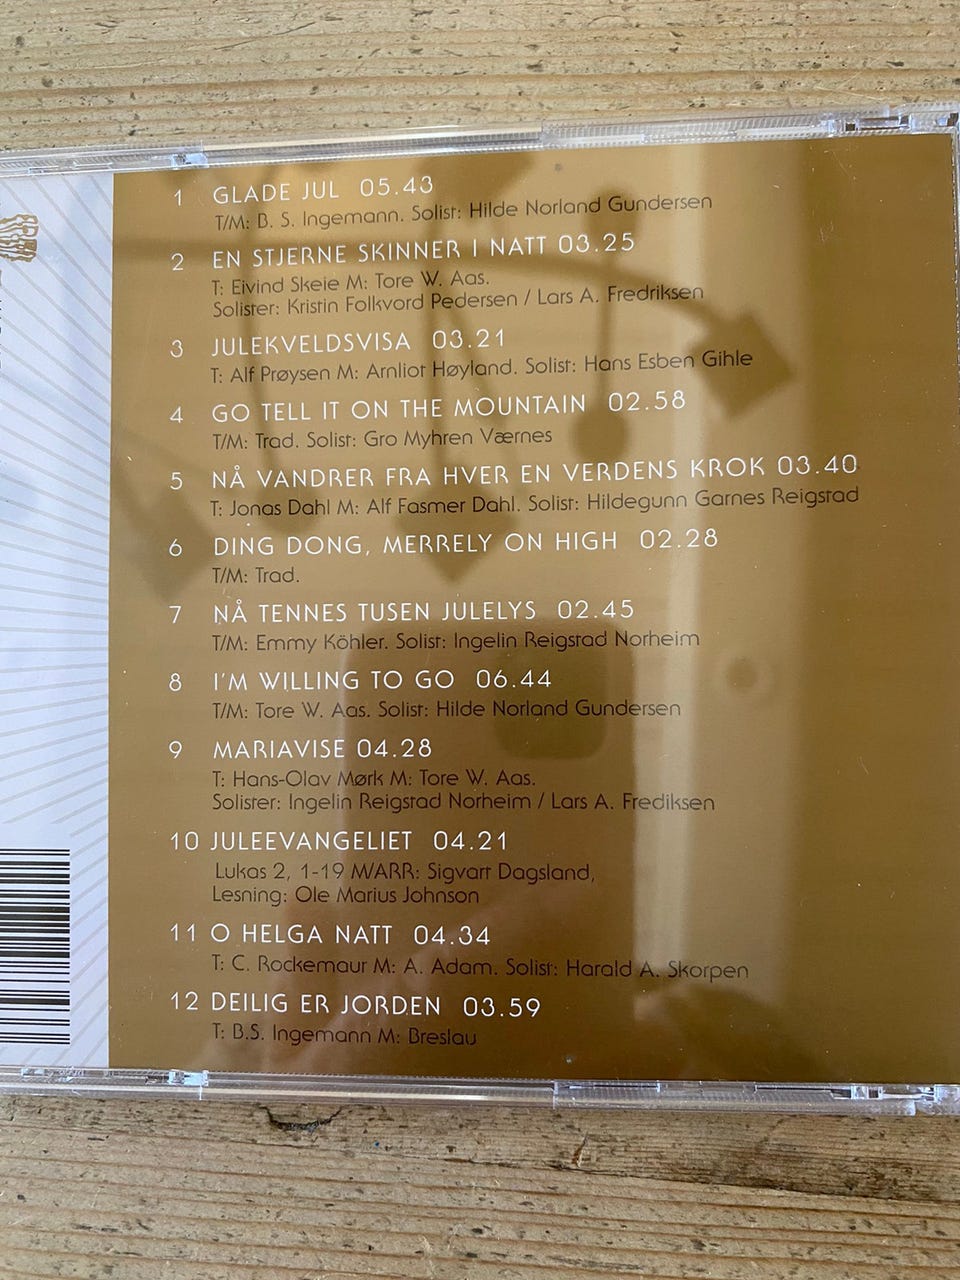 1 GLADE JUL 05.43
T/M: B. S. Ingemann. Solist: Hilde Norland Gundersen
2 EN STJERNE SKINNER I NATT 03.25
T: Eivind Skeie M: Tore W. Aas.
Solister: Kristin Folkvord Pedersen / Lars A. Fredriksen
3 JULEKVELDSVISA 03.21
T: Alf Prøysen M: Arnliot Høyland. Solist: Hans Esben Gihle
4 GO TELL IT ON THE MOUNTAIN 02.58
T/M: Trad. Solist: Gro Myhren Værnes
5 NÅ VANDRER FRA HVER EN VERDENS KROK 03.40
T: Jonas Dahl M: Alf Fasmer Dahl. Solist: Hildegunn Garnes Reigstad
6 DING DONG, MERRELY ON HIGH 02.28
T/M: Trad.
7 NÅ TENNES TUSEN JULELYS 02.45
T/M: Emmy Köhler. Solist: Ingelin Reigstad Norheim
8 I'M WILLING TO GO 06.44
T/M: Tore W. Aas. Solist: Hilde Norland Gundersen
9 MARIAVISE 04.28
T: Hans-Olav Mørk M: Tore W. Aas.
Solister: Ingelin Reigstad Norheim / Lars A. Frediksen
10 JULEEVANGELIET 04.21
Lukas 2, 1-19 M/ARR: Sigvart Dagsland,
Lesning: Ole Marius Johnson
11 O HELGA NATT 04.34
T: C. Rockemaur M: A. Adam. Solist: Harald A. Skorpen
12 DEILIG ER JORDEN 03.59
T: B.S. Ingemann M: Breslau